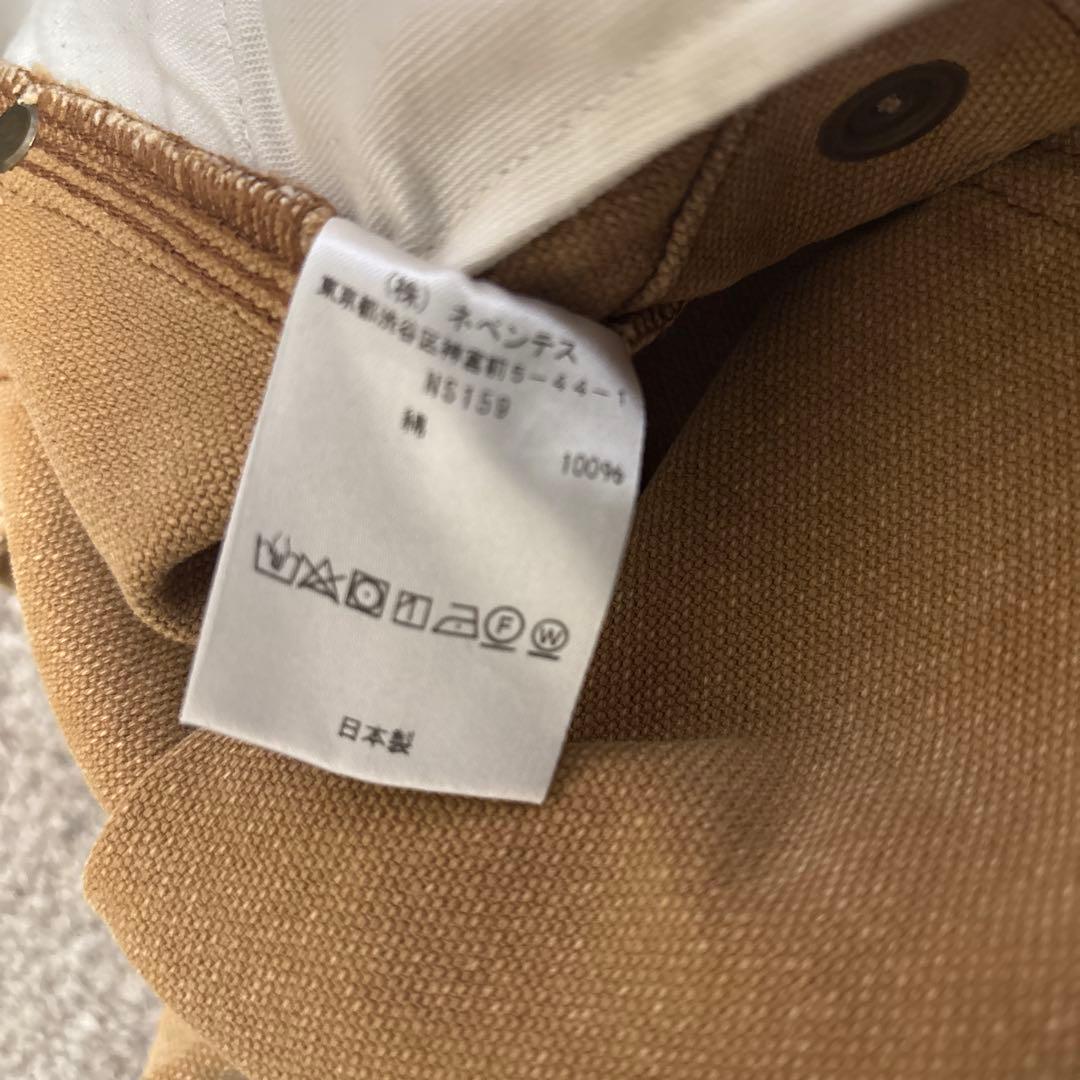 (株) ネペンテス
東京都渋谷区神宮前5-44-1
NS159
綿 100%
F W
日本製